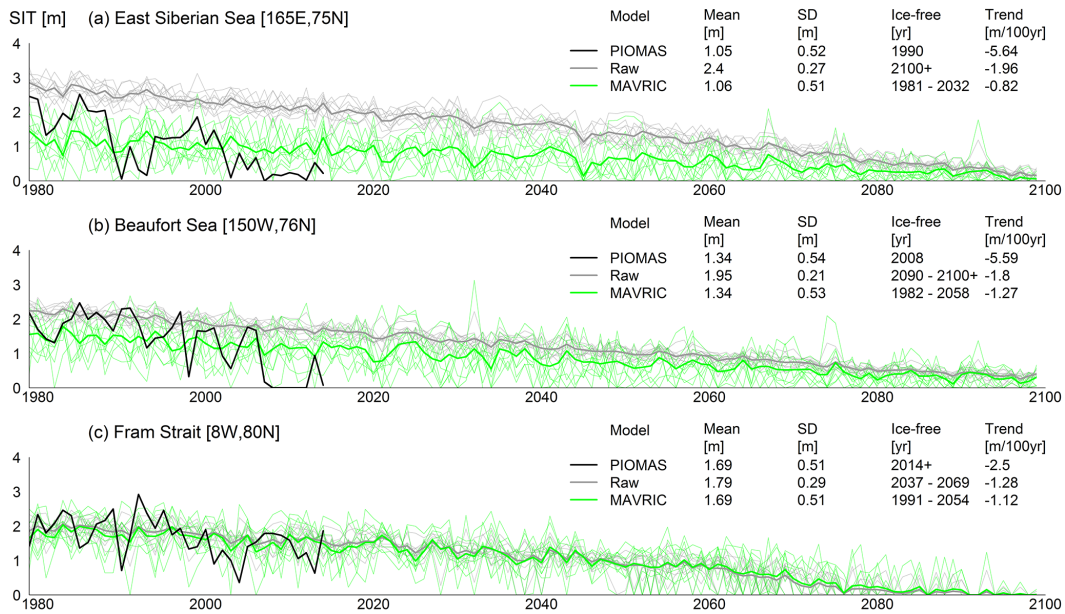 SIT [m] (a) East Siberian Sea [165E,75N]
Model Mean SD Ice-free Trend
[m] [m] [yr] [m/100yr]
PIOMAS 1.05 0.52 1990 -5.64
Raw 2.4 0.27 2100+ -1.96
MAVRIC 1.06 0.51 1981 - 2032 -0.82
4
3
2
1
0
1980 2000 2020 2040 2060 2080 2100
(b) Beaufort Sea [150W,76N]
Model Mean SD Ice-free Trend
[m] [m] [yr] [m/100yr]
PIOMAS 1.34 0.54 2008 -5.59
Raw 1.95 0.21 2090 - 2100+ -1.8
MAVRIC 1.34 0.53 1982 - 2058 -1.27
4
3
2
1
0
1980 2000 2020 2040 2060 2080 2100
(c) Fram Strait [8W,80N]
Model Mean SD Ice-free Trend
[m] [m] [yr] [m/100yr]
PIOMAS 1.69 0.51 2014+ -2.5
Raw 1.79 0.29 2037 - 2069 -1.28
MAVRIC 1.69 0.51 1991 - 2054 -1.12
4
3
2
1
0
1980 2000 2020 2040 2060 2080 2100